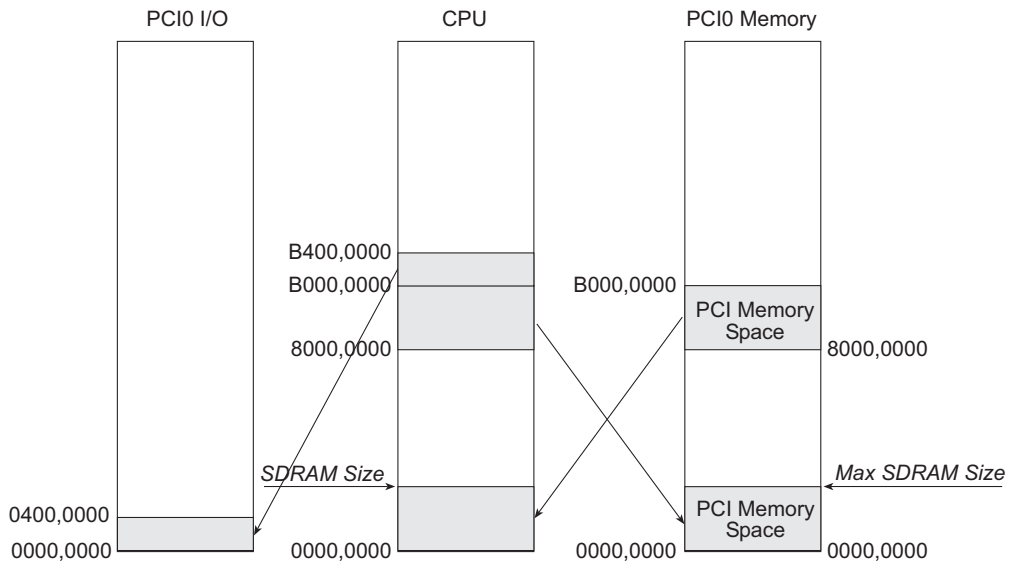 PCI0 I/O
CPU
PCI0 Memory
B400,0000
B000,0000
B000,0000
PCI Memory
Space
8000,0000
8000,0000
SDRAM Size
Max SDRAM Size
0400,0000
PCI Memory
Space
0000,0000
0000,0000
0000,0000
0000,0000